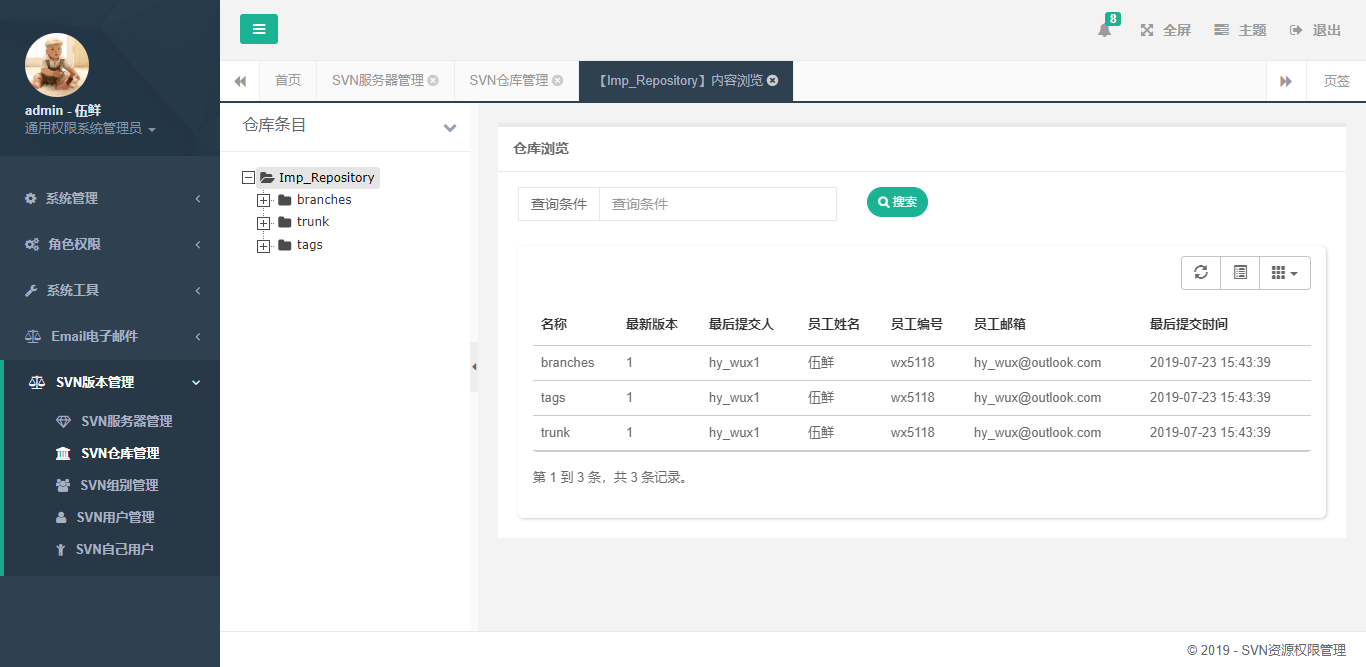 admin - 伍鲜
通用权限系统管理员
系统管理
角色权限
系统工具
Email电子邮件
SVN版本管理
SVN服务器管理
SVN仓库管理
SVN组别管理
SVN用户管理
SVN自己用户
8
全屏
主题
退出
首页
SVN服务器管理
SVN仓库管理
【Imp_Repository】内容浏览
页签
仓库条目
Imp_Repository
branches
trunk
tags
仓库浏览
查询条件 查询条件 搜索
名称 最新版本 最后提交人 员工姓名 员工编号 员工邮箱 最后提交时间
branches 1 hy_wux1 伍鲜 wx5118 hy_wux@outlook.com 2019-07-23 15:43:39
tags 1 hy_wux1 伍鲜 wx5118 hy_wux@outlook.com 2019-07-23 15:43:39
trunk 1 hy_wux1 伍鲜 wx5118 hy_wux@outlook.com 2019-07-23 15:43:39
第 1 到 3 条，共 3 条记录。
© 2019 - SVN资源权限管理